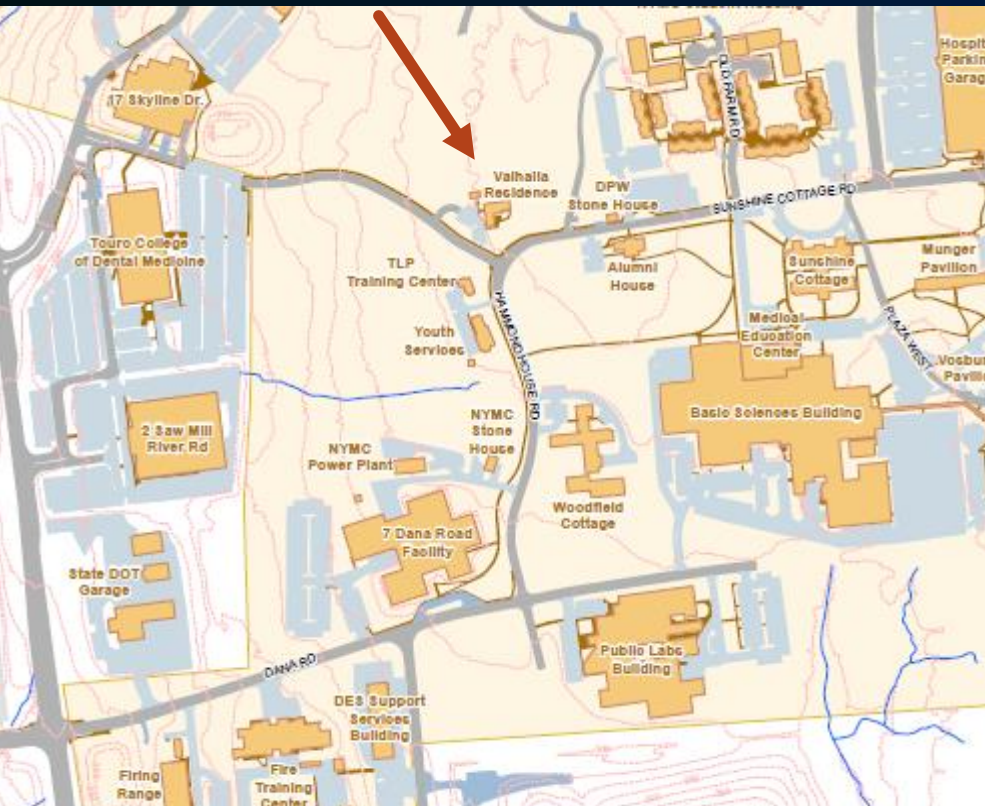 Hospit
Parkin
Garag
OLD FARM RD
17 Skyline Dr.
Valhalla
Residence
DPW
Stone House
SUNSHINE COTTAGE RD
Touro College
of Dental Medicine
TLP
Training Center
Alumni
House
Sunshine
Cottage
Munger
Pavilion
HAMMOND HOUSE RD
Youth
Services
Medical
Education
Center
PLAZA WEST
Vosbur
Pavilio
2 Saw Mill
River Rd
NYMC
Stone
House
Basic Sciences Building
NYMC
Power Plant
Woodfield
Cottage
7 Dana Road
Facility
State DOT
Garage
DANA RD
Public Labs
Building
DES Support
Services
Building
Firing
Range
Fire
Training
Center